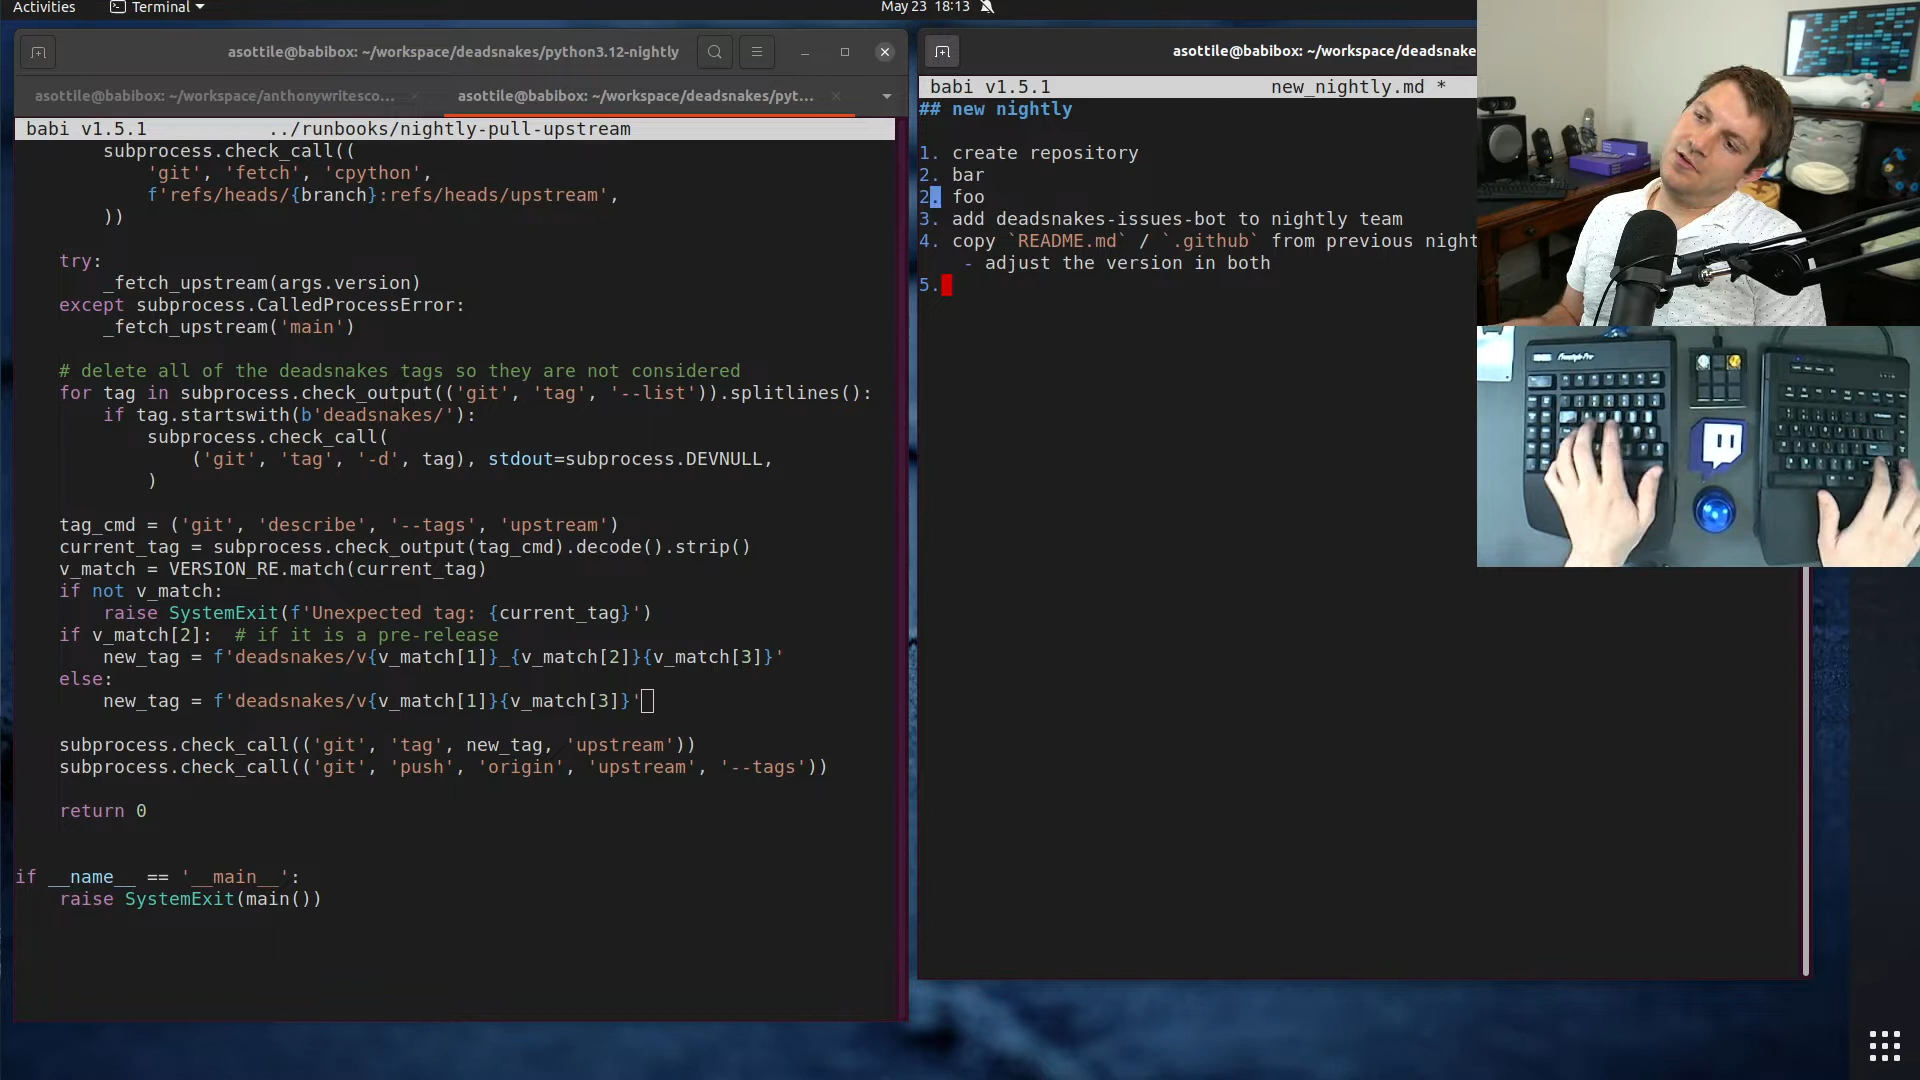 Activities
Terminal
May 23 18:13
asottile@babibox: ~/workspace/deadsnakes/python3.12-nightly
asottile@babibox: ~/workspace/anthonywritesco...
asottile@babibox: ~/workspace/deadsnakes/pyt...
babi v1.5.1 ../runbooks/nightly-pull-upstream
subprocess.check_call((
'git', 'fetch', 'cpython',
f'refs/heads/{branch}:refs/heads/upstream',
))
try:
_fetch_upstream(args.version)
except subprocess.CalledProcessError:
_fetch_upstream('main')
# delete all of the deadsnakes tags so they are not considered
for tag in subprocess.check_output(('git', 'tag', '--list')).splitlines():
if tag.startswith(b'deadsnakes/'):
subprocess.check_call(
('git', 'tag', '-d', tag), stdout=subprocess.DEVNULL,
)
tag_cmd = ('git', 'describe', '--tags', 'upstream')
current_tag = subprocess.check_output(tag_cmd).decode().strip()
v_match = VERSION_RE.match(current_tag)
if not v_match:
raise SystemExit(f'Unexpected tag: {current_tag}')
if v_match[2]:  # if it is a pre-release
new_tag = f'deadsnakes/v{v_match[1]}_{v_match[2]}{v_match[3]}'
else:
new_tag = f'deadsnakes/v{v_match[1]}{v_match[3]}'
subprocess.check_call(('git', 'tag', new_tag, 'upstream'))
subprocess.check_call(('git', 'push', 'origin', 'upstream', '--tags'))
return 0
if __name__ == '__main__':
raise SystemExit(main())
asottile@babibox: ~/workspace/deadsnake
babi v1.5.1 new_nightly.md *
## new nightly
1. create repository
2. bar
2. foo
3. add deadsnakes-issues-bot to nightly team
4. copy `README.md` / `.github` from previous night
- adjust the version in both
5.
Freestyle Pro